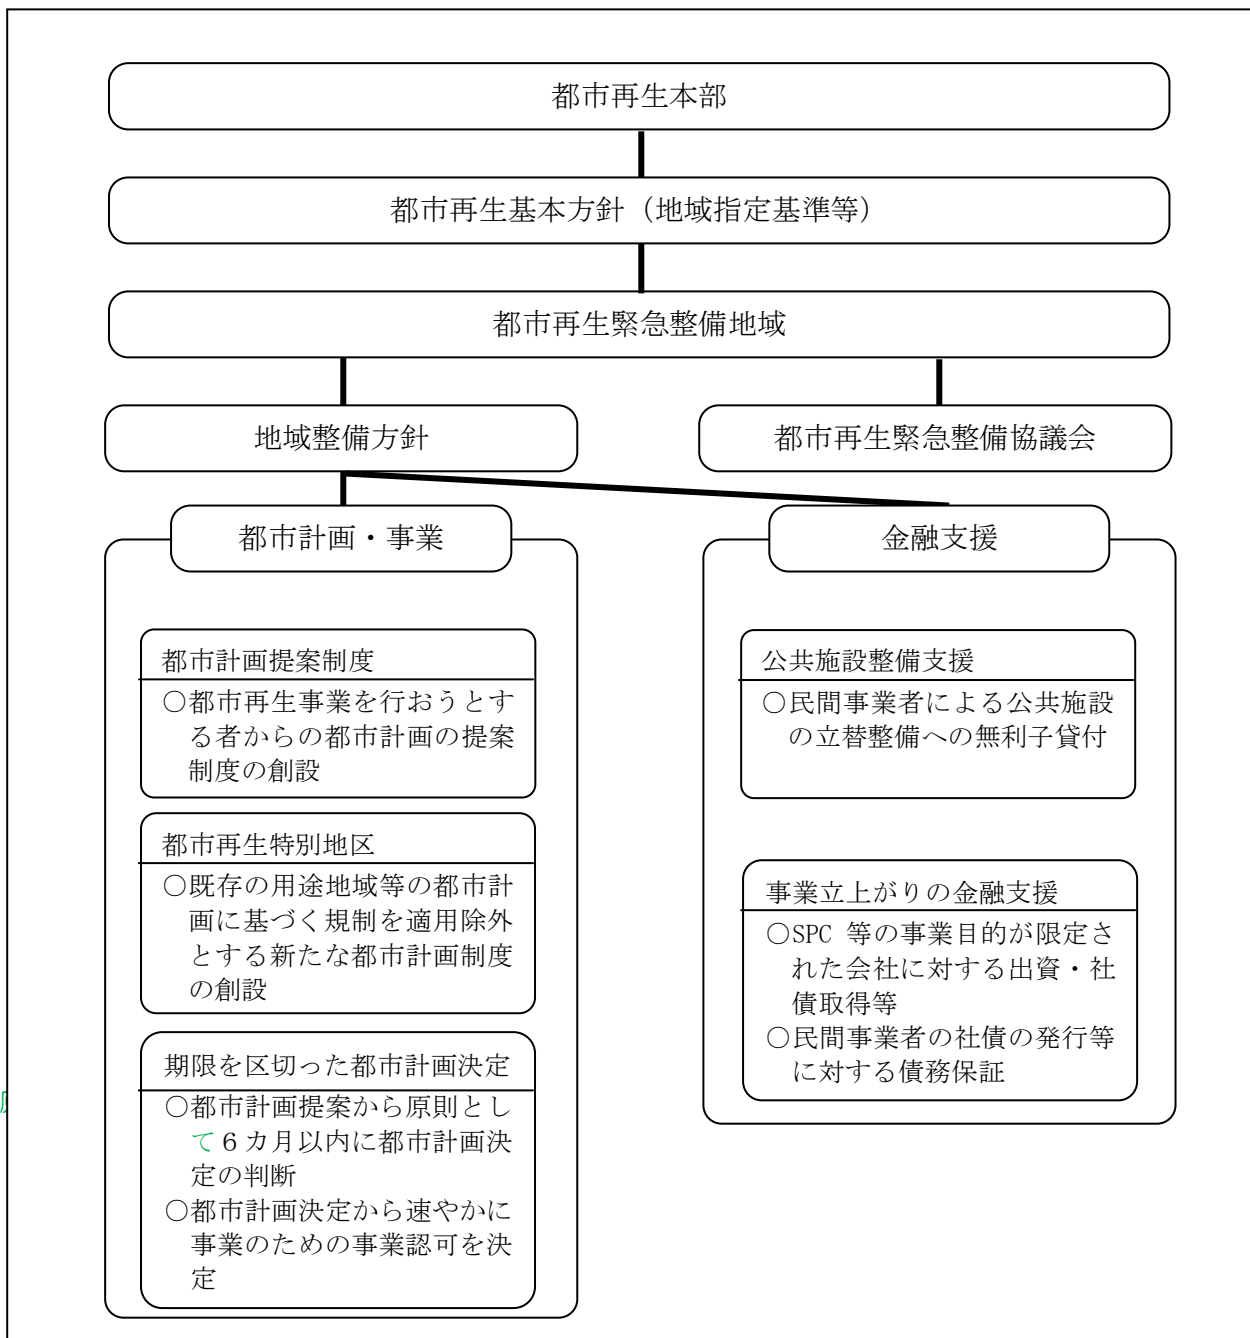 都市再生本部
都市再生基本方針（地域指定基準等）
都市再生緊急整備地域
地域整備方針
都市再生緊急整備協議会
都市計画・事業
都市計画提案制度
○都市再生事業を行おうとす
る者からの都市計画の提案
制度の創設
都市再生特別地区
○既存の用途地域等の都市計
画に基づく規制を適用除外
とする新たな都市計画制度
の創設
期限を区切った都市計画決定
○都市計画提案から原則とし
て６カ月以内に都市計画決
定の判断
○都市計画決定から速やかに
事業のための事業認可を決
定
金融支援
公共施設整備支援
○民間事業者による公共施設
の立替整備への無利子貸付
事業立上がりの金融支援
○SPC 等の事業目的が限定さ
れた会社に対する出資・社
債取得等
○民間事業者の社債の発行等
に対する債務保証